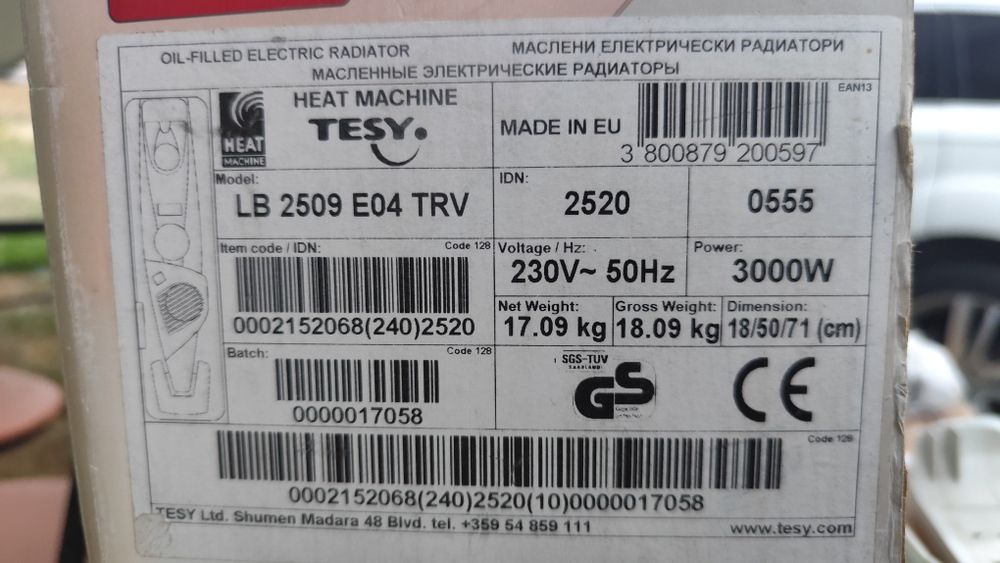 OIL-FILLED ELECTRIC RADIATOR
МАСЛЕНИ ЕЛЕКТРИЧЕСКИ РАДИАТОРИ
МАСЛЕННЫЕ ЭЛЕКТРИЧЕСКИЕ РАДИАТОРЫ
HEAT
MACHINE
HEAT MACHINE
TESY
MADE IN EU
EAN13
3 800879 200597
Model:
LB 2509 E04 TRV
IDN:
2520
0555
Item code / IDN:
Code 128
0002152068(240)2520
Voltage / Hz:
230V~ 50Hz
Power:
3000W
Net Weight:
17.09 kg
Gross Weight:
18.09 kg
Dimension:
18/50/71 (cm)
Batch:
Code 128
0000017058
SGS-TUV
SAARLAND
GS
CE
Code 128
0002152068(240)2520(10)0000017058
TESY Ltd. Shumen Madara 48 Blvd. tel. +359 54 859 111
www.tesy.com